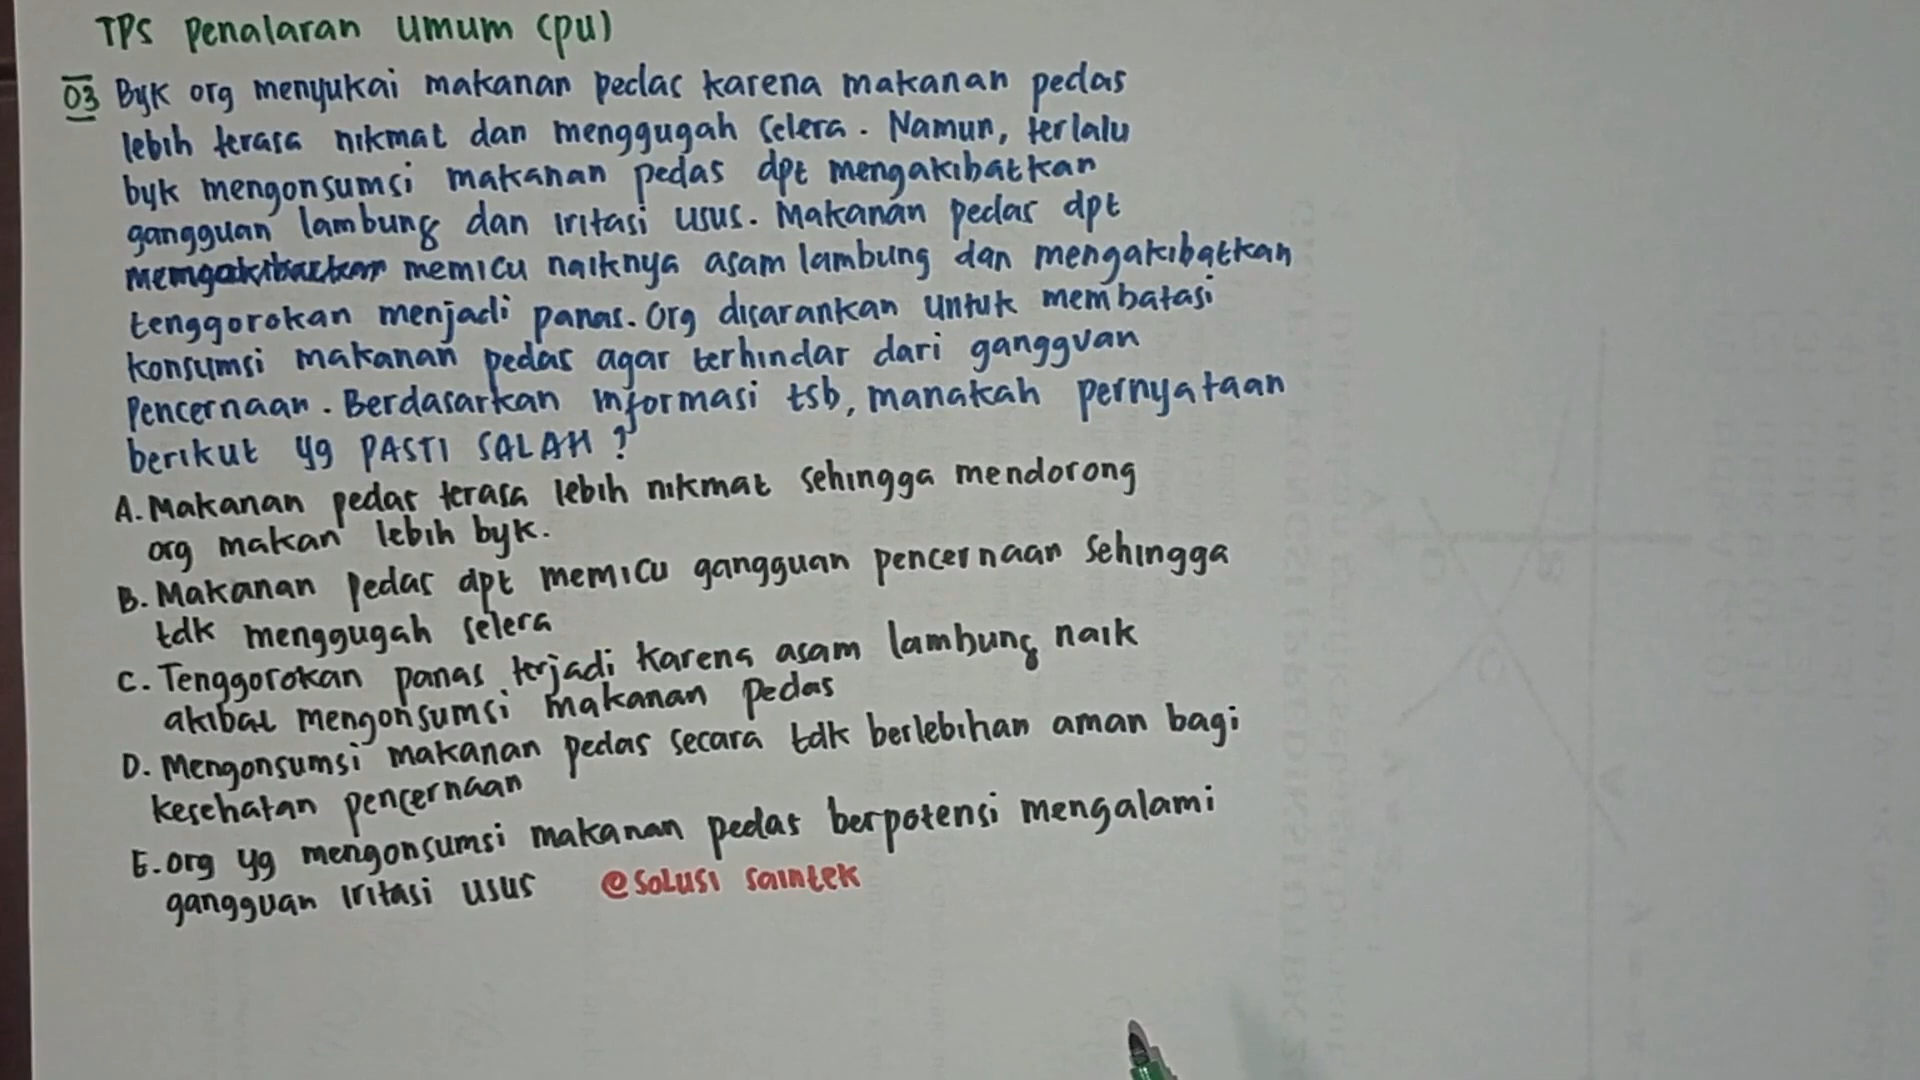 TPS Penalaran Umum (PU)
03 Byk org menyukai makanan pedas karena makanan pedas
lebih terasa nikmat dan menggugah selera. Namun, terlalu
byk mengonsumsi makanan pedas dpt mengakibatkan
gangguan lambung dan iritasi usus. Makanan pedas dpt
memicu naiknya asam lambung dan mengakibatkan
tenggorokan menjadi panas. Org disarankan untuk membatasi
konsumsi makanan pedas agar terhindar dari gangguan
Pencernaan. Berdasarkan informasi tsb, manakah pernyataan
berikut yg PASTI SALAH?
A. Makanan pedas terasa lebih nikmat sehingga mendorong
org makan lebih byk.
B. Makanan pedas dpt memicu gangguan pencernaan sehingga
tdk menggugah selera
C. Tenggorokan panas terjadi karena asam lambung naik
akibat mengonsumsi makanan pedas
D. Mengonsumsi makanan pedas secara tdk berlebihan aman bagi
kesehatan pencernaan
E. org yg mengonsumsi makanan pedas berpotensi mengalami
gangguan iritasi usus @solusi saintek